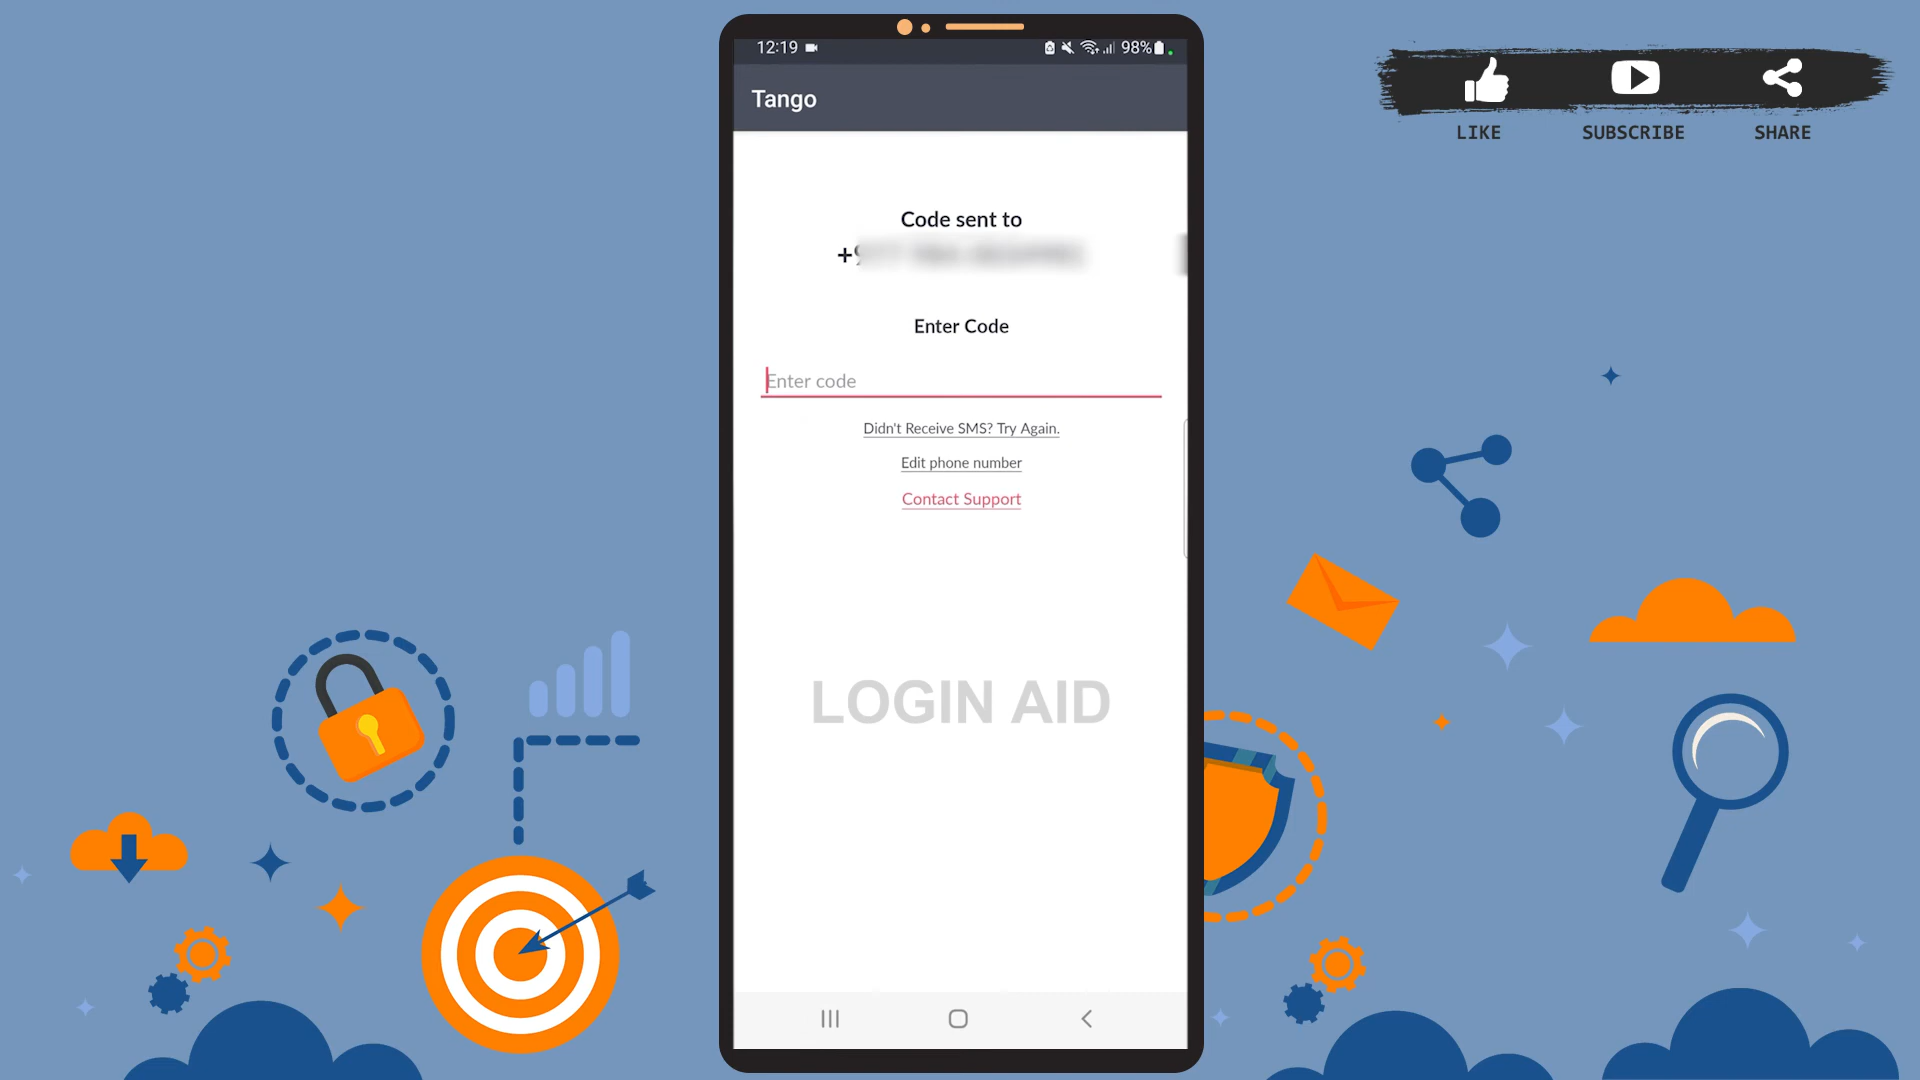 12:19
98%
LIKE
SUBSCRIBE
SHARE
Tango
Code sent to
Enter Code
Enter code
Didn't Receive SMS? Try Again.
Edit phone number
Contact Support
LOGIN AID